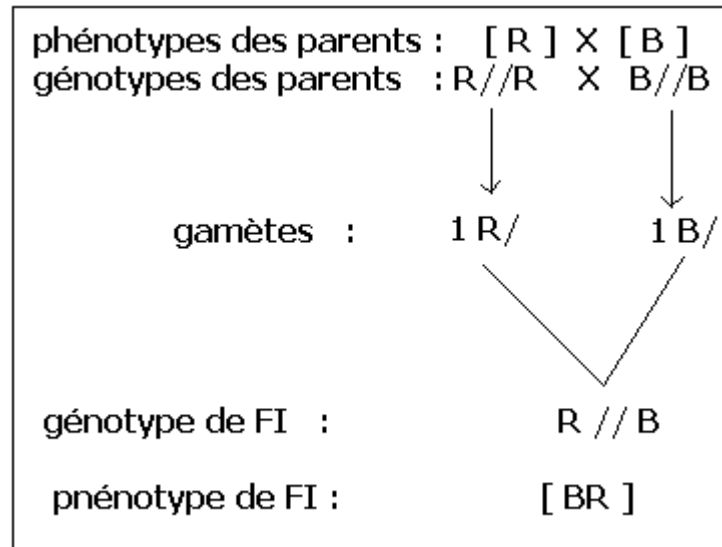 phénotypes des parents : [ R ] X [ B ]
génotypes des parents : R//R X B//B
gamètes : 1 R/ 1 B/
génotype de FI : R // B
pnénotype de FI : [ BR ]